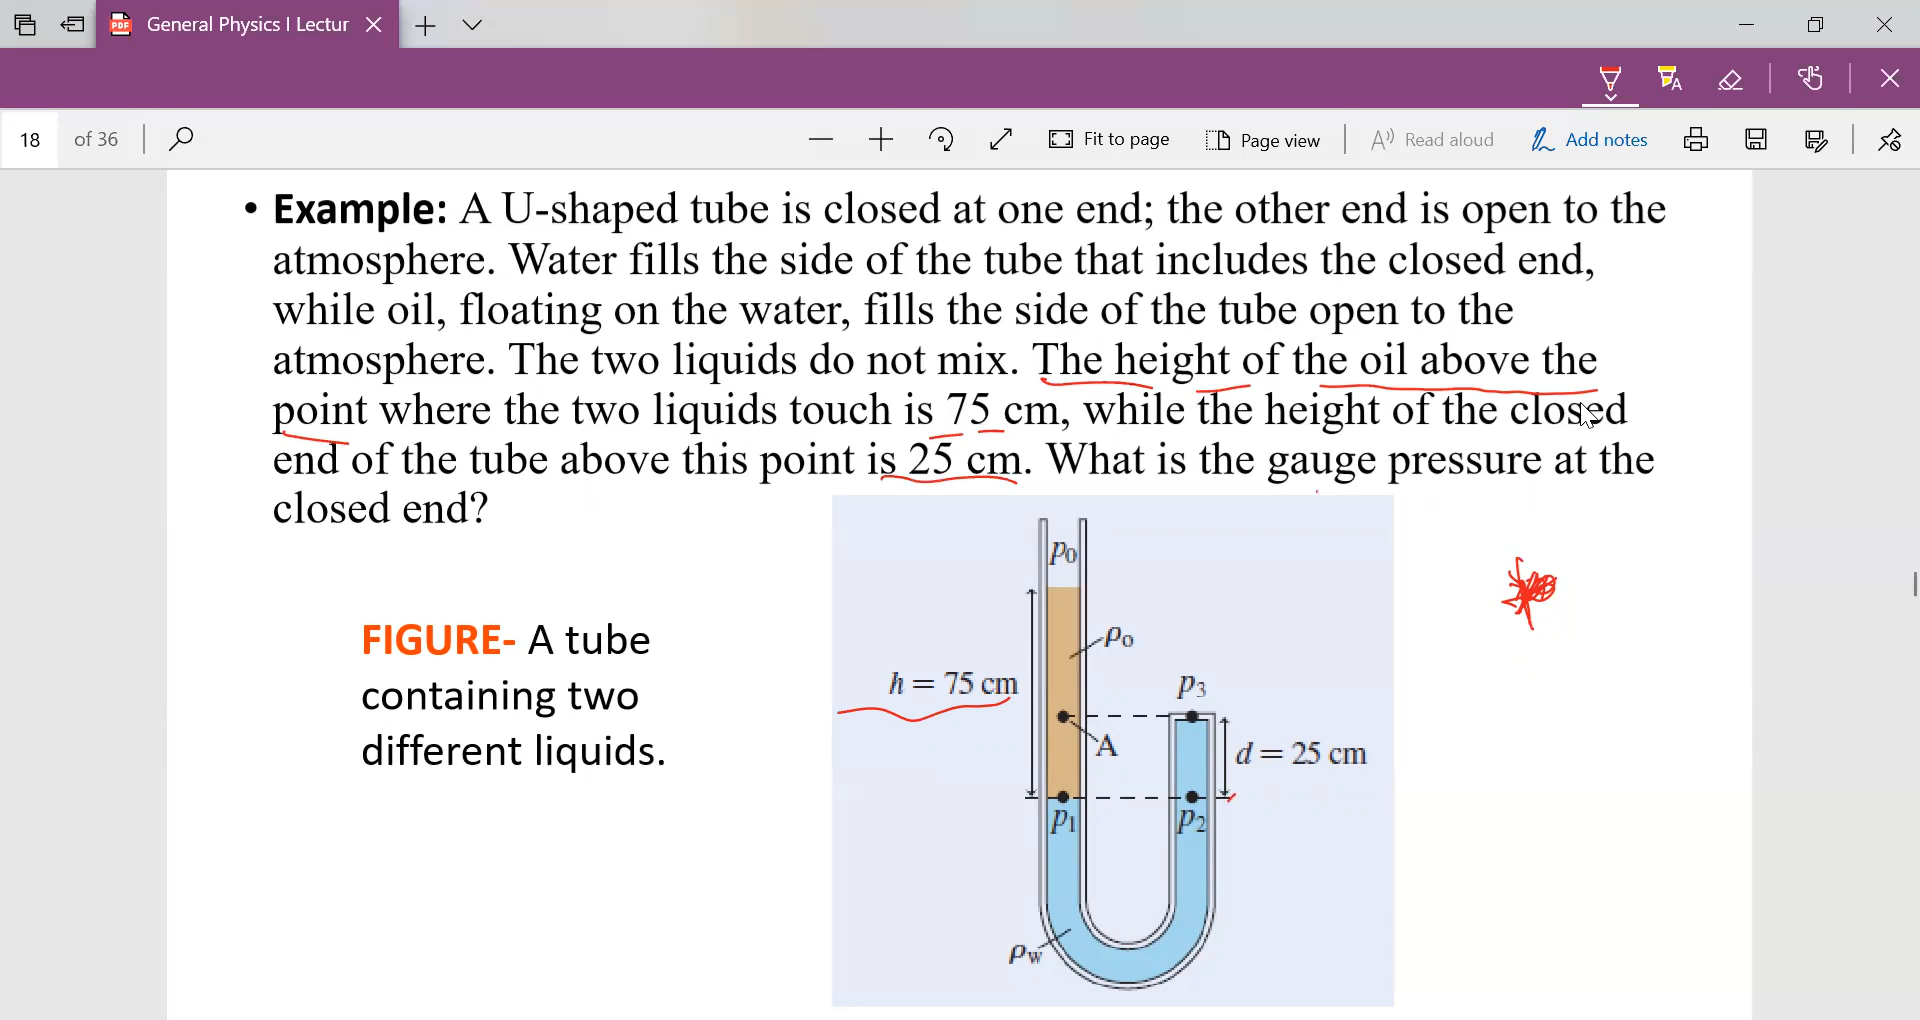 General Physics I Lectur
18 of 36
Fit to page
Page view
Read aloud
Add notes
• Example: A U-shaped tube is closed at one end; the other end is open to the
atmosphere. Water fills the side of the tube that includes the closed end,
while oil, floating on the water, fills the side of the tube open to the
atmosphere. The two liquids do not mix. The height of the oil above the
point where the two liquids touch is 75 cm, while the height of the closed
end of the tube above this point is 25 cm. What is the gauge pressure at the
closed end?
FIGURE- A tube
containing two
different liquids.
p₀
ρₒ
h = 75 cm
p₃
A
d = 25 cm
p₁
p₂
ρw